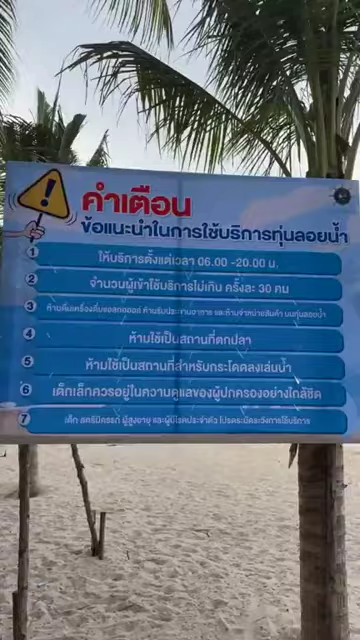 คำเตือน
ข้อแนะนำในการใช้บริการทุ่นลอยน้ำ
1 ให้บริการตั้งแต่เวลา 06.00 -20.00 น.
2 จำนวนผู้เข้าใช้บริการไม่เกิน ครั้งละ 30 คน
3 ห้ามดื่มเครื่องดื่มแอลกอฮอล์ ห้ามรับประทานอาหาร และห้ามจำหน่ายสินค้า บนทุ่นลอยน้ำ
4 ห้ามใช้เป็นสถานที่ตกปลา
5 ห้ามใช้เป็นสถานที่สำหรับกระโดดลงเล่นน้ำ
6 เด็กเล็กควรอยู่ในความดูแลของผู้ปกครองอย่างใกล้ชิด
7 เด็ก สตรีมีครรภ์ ผู้สูงอายุ และผู้มีโรคประจำตัว โปรดระมัดระวังการใช้บริการ